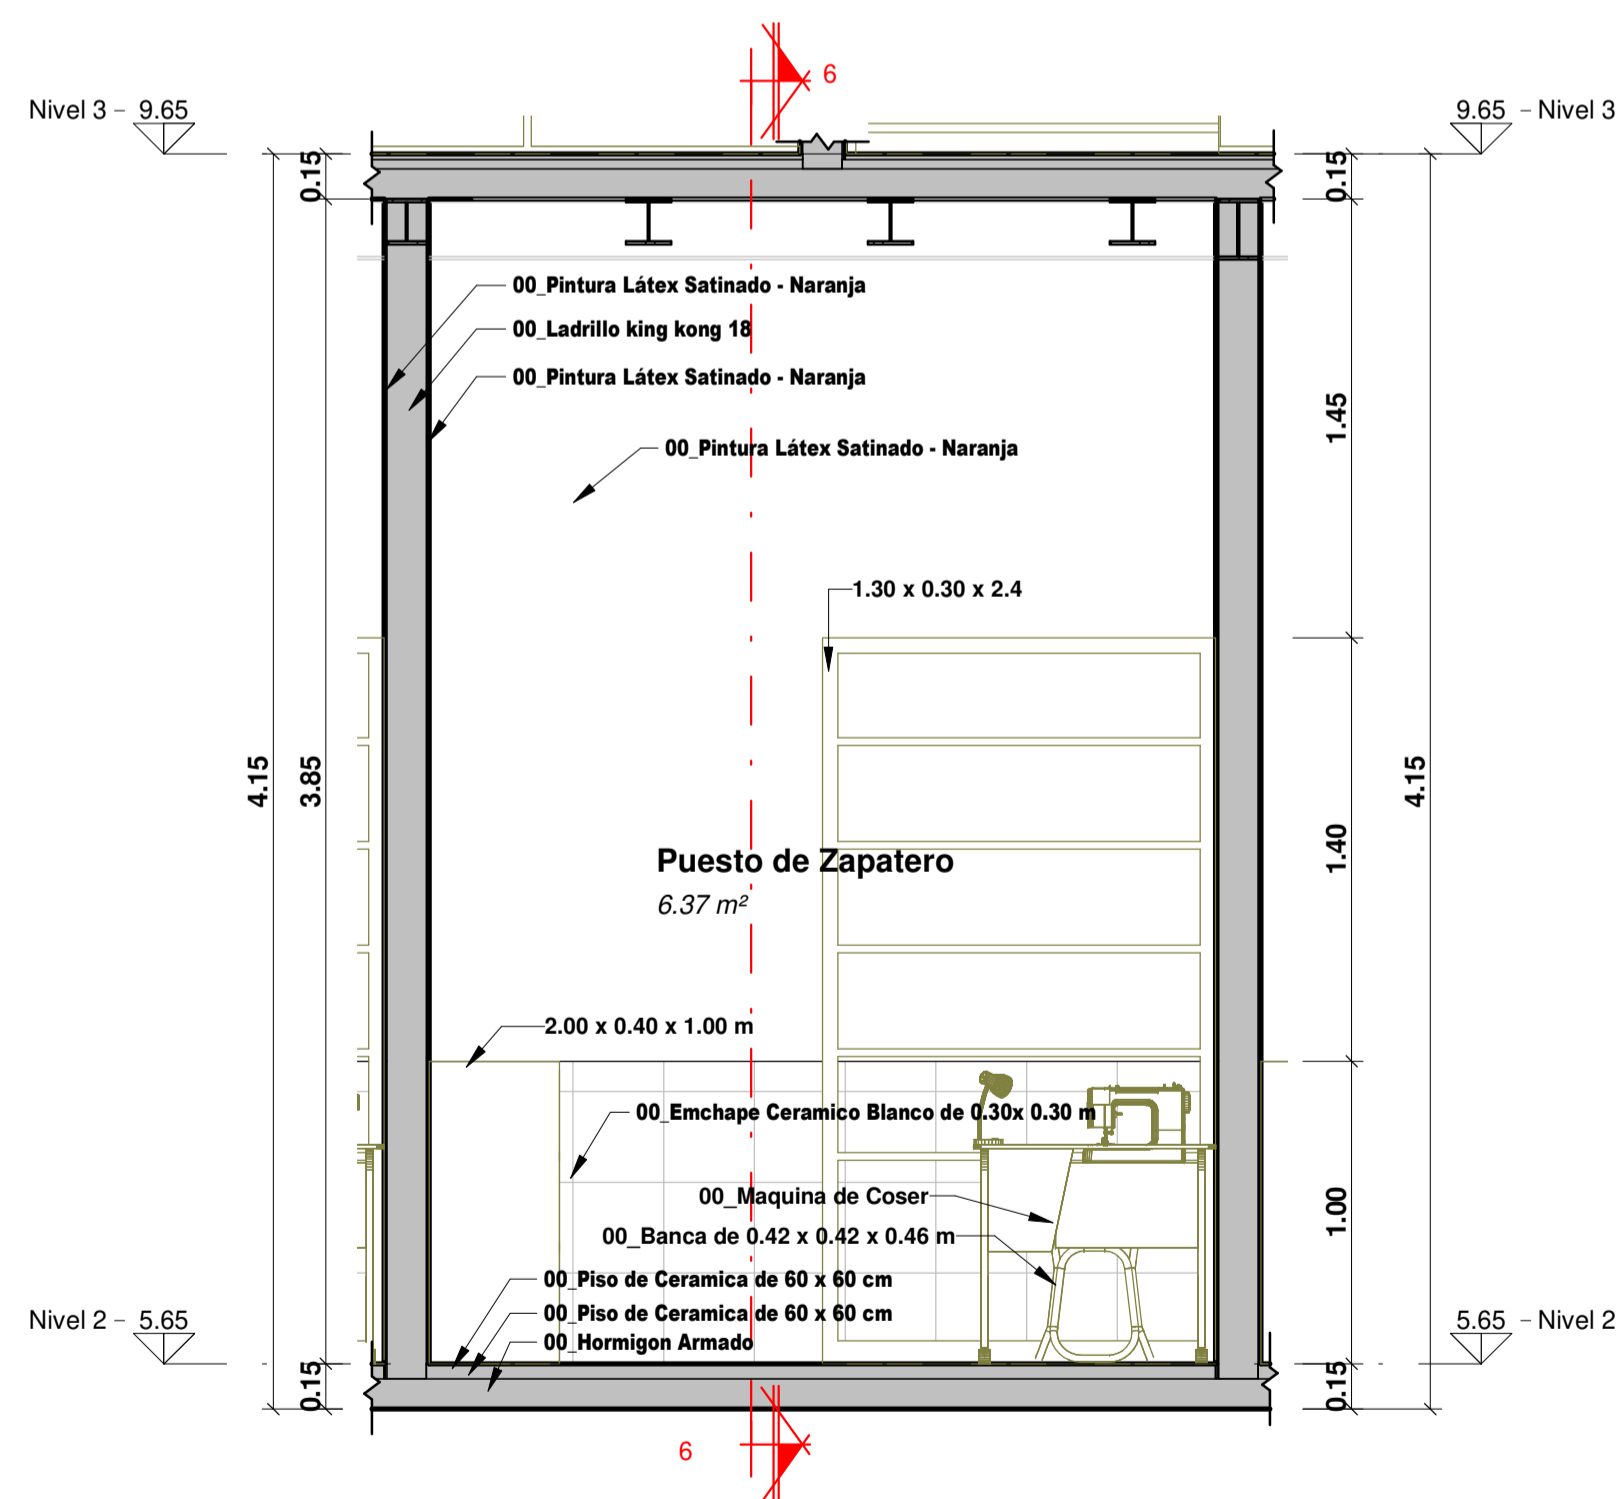 6
Nivel 3 - 9.65
9.65 - Nivel 3
0.15
0.15
00_Pintura Látex Satinado - Naranja
00_Ladrillo king kong 18
00_Pintura Látex Satinado - Naranja
1.45
00_Pintura Látex Satinado - Naranja
1.30 x 0.30 x 2.4
4.15
3.85
4.15
1.40
Puesto de Zapatero
6.37 m²
2.00 x 0.40 x 1.00 m
00_Emchape Ceramico Blanco de 0.30x 0.30 m
00_Maquina de Coser
1.00
00_Banca de 0.42 x 0.42 x 0.46 m
00_Piso de Ceramica de 60 x 60 cm
00_Piso de Ceramica de 60 x 60 cm
Nivel 2 - 5.65
5.65 - Nivel 2
00_Hormigon Armado
0.15
0.15
6